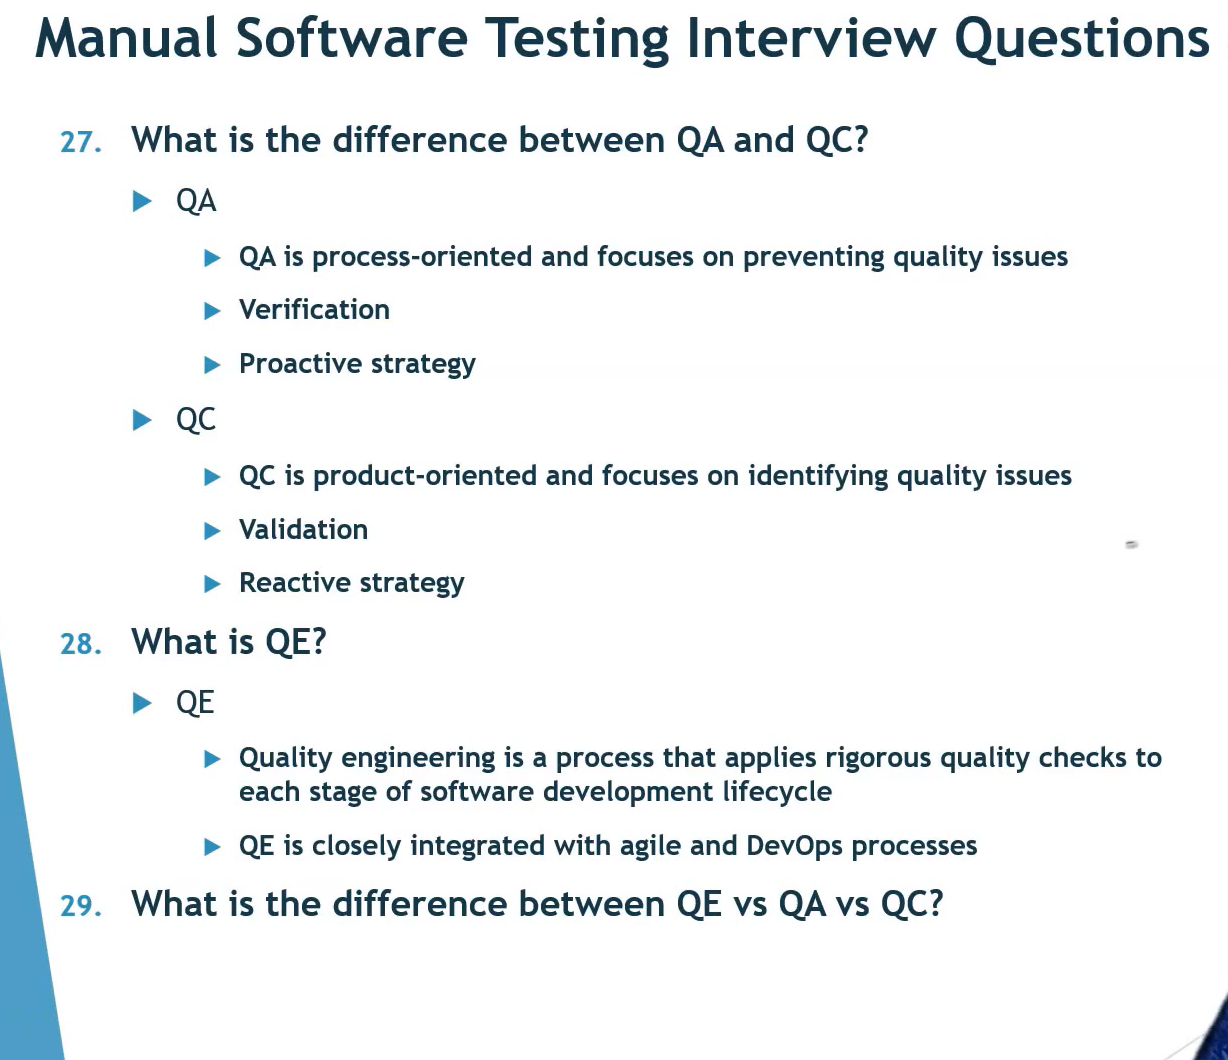 Manual Software Testing Interview Questions
27. What is the difference between QA and QC?
QA
QA is process-oriented and focuses on preventing quality issues
Verification
Proactive strategy
QC
QC is product-oriented and focuses on identifying quality issues
Validation
Reactive strategy
28. What is QE?
QE
Quality engineering is a process that applies rigorous quality checks to
each stage of software development lifecycle
QE is closely integrated with agile and DevOps processes
29. What is the difference between QE vs QA vs QC?